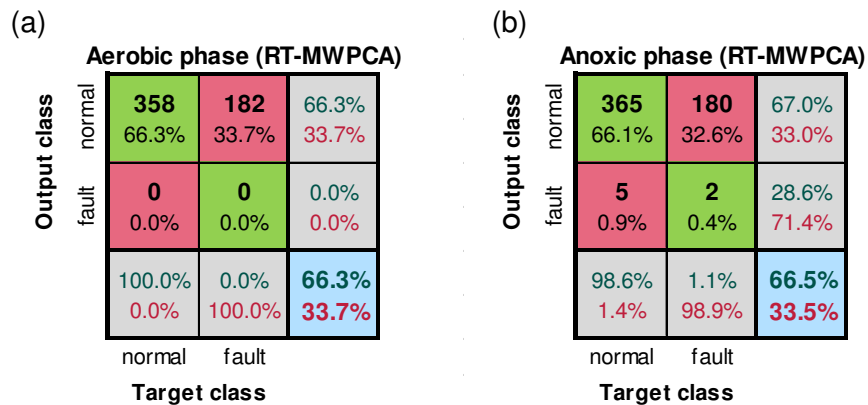 (a)
Aerobic phase (RT-MWPCA)
Output class
normal
358
66.3%
182
33.7%
66.3%
33.7%
fault
0
0.0%
0
0.0%
0.0%
0.0%
100.0%
0.0%
0.0%
100.0%
66.3%
33.7%
normal
fault
Target class
(b)
Anoxic phase (RT-MWPCA)
Output class
normal
365
66.1%
180
32.6%
67.0%
33.0%
fault
5
0.9%
2
0.4%
28.6%
71.4%
98.6%
1.4%
1.1%
98.9%
66.5%
33.5%
normal
fault
Target class